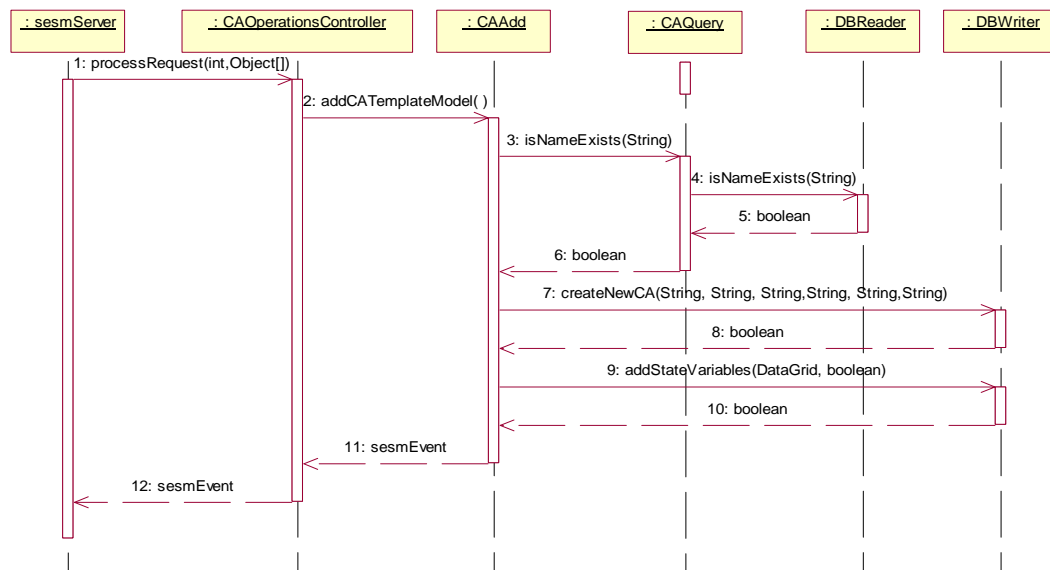 : sesmServer
: CAOperationsController
: CAAdd
: CAQuery
: DBReader
: DBWriter
1: processRequest(int,Object[])
2: addCATemplateModel( )
3: isNameExists(String)
4: isNameExists(String)
5: boolean
6: boolean
7: createNewCA(String, String, String,String, String,String)
8: boolean
9: addStateVariables(DataGrid, boolean)
10: boolean
11: sesmEvent
12: sesmEvent